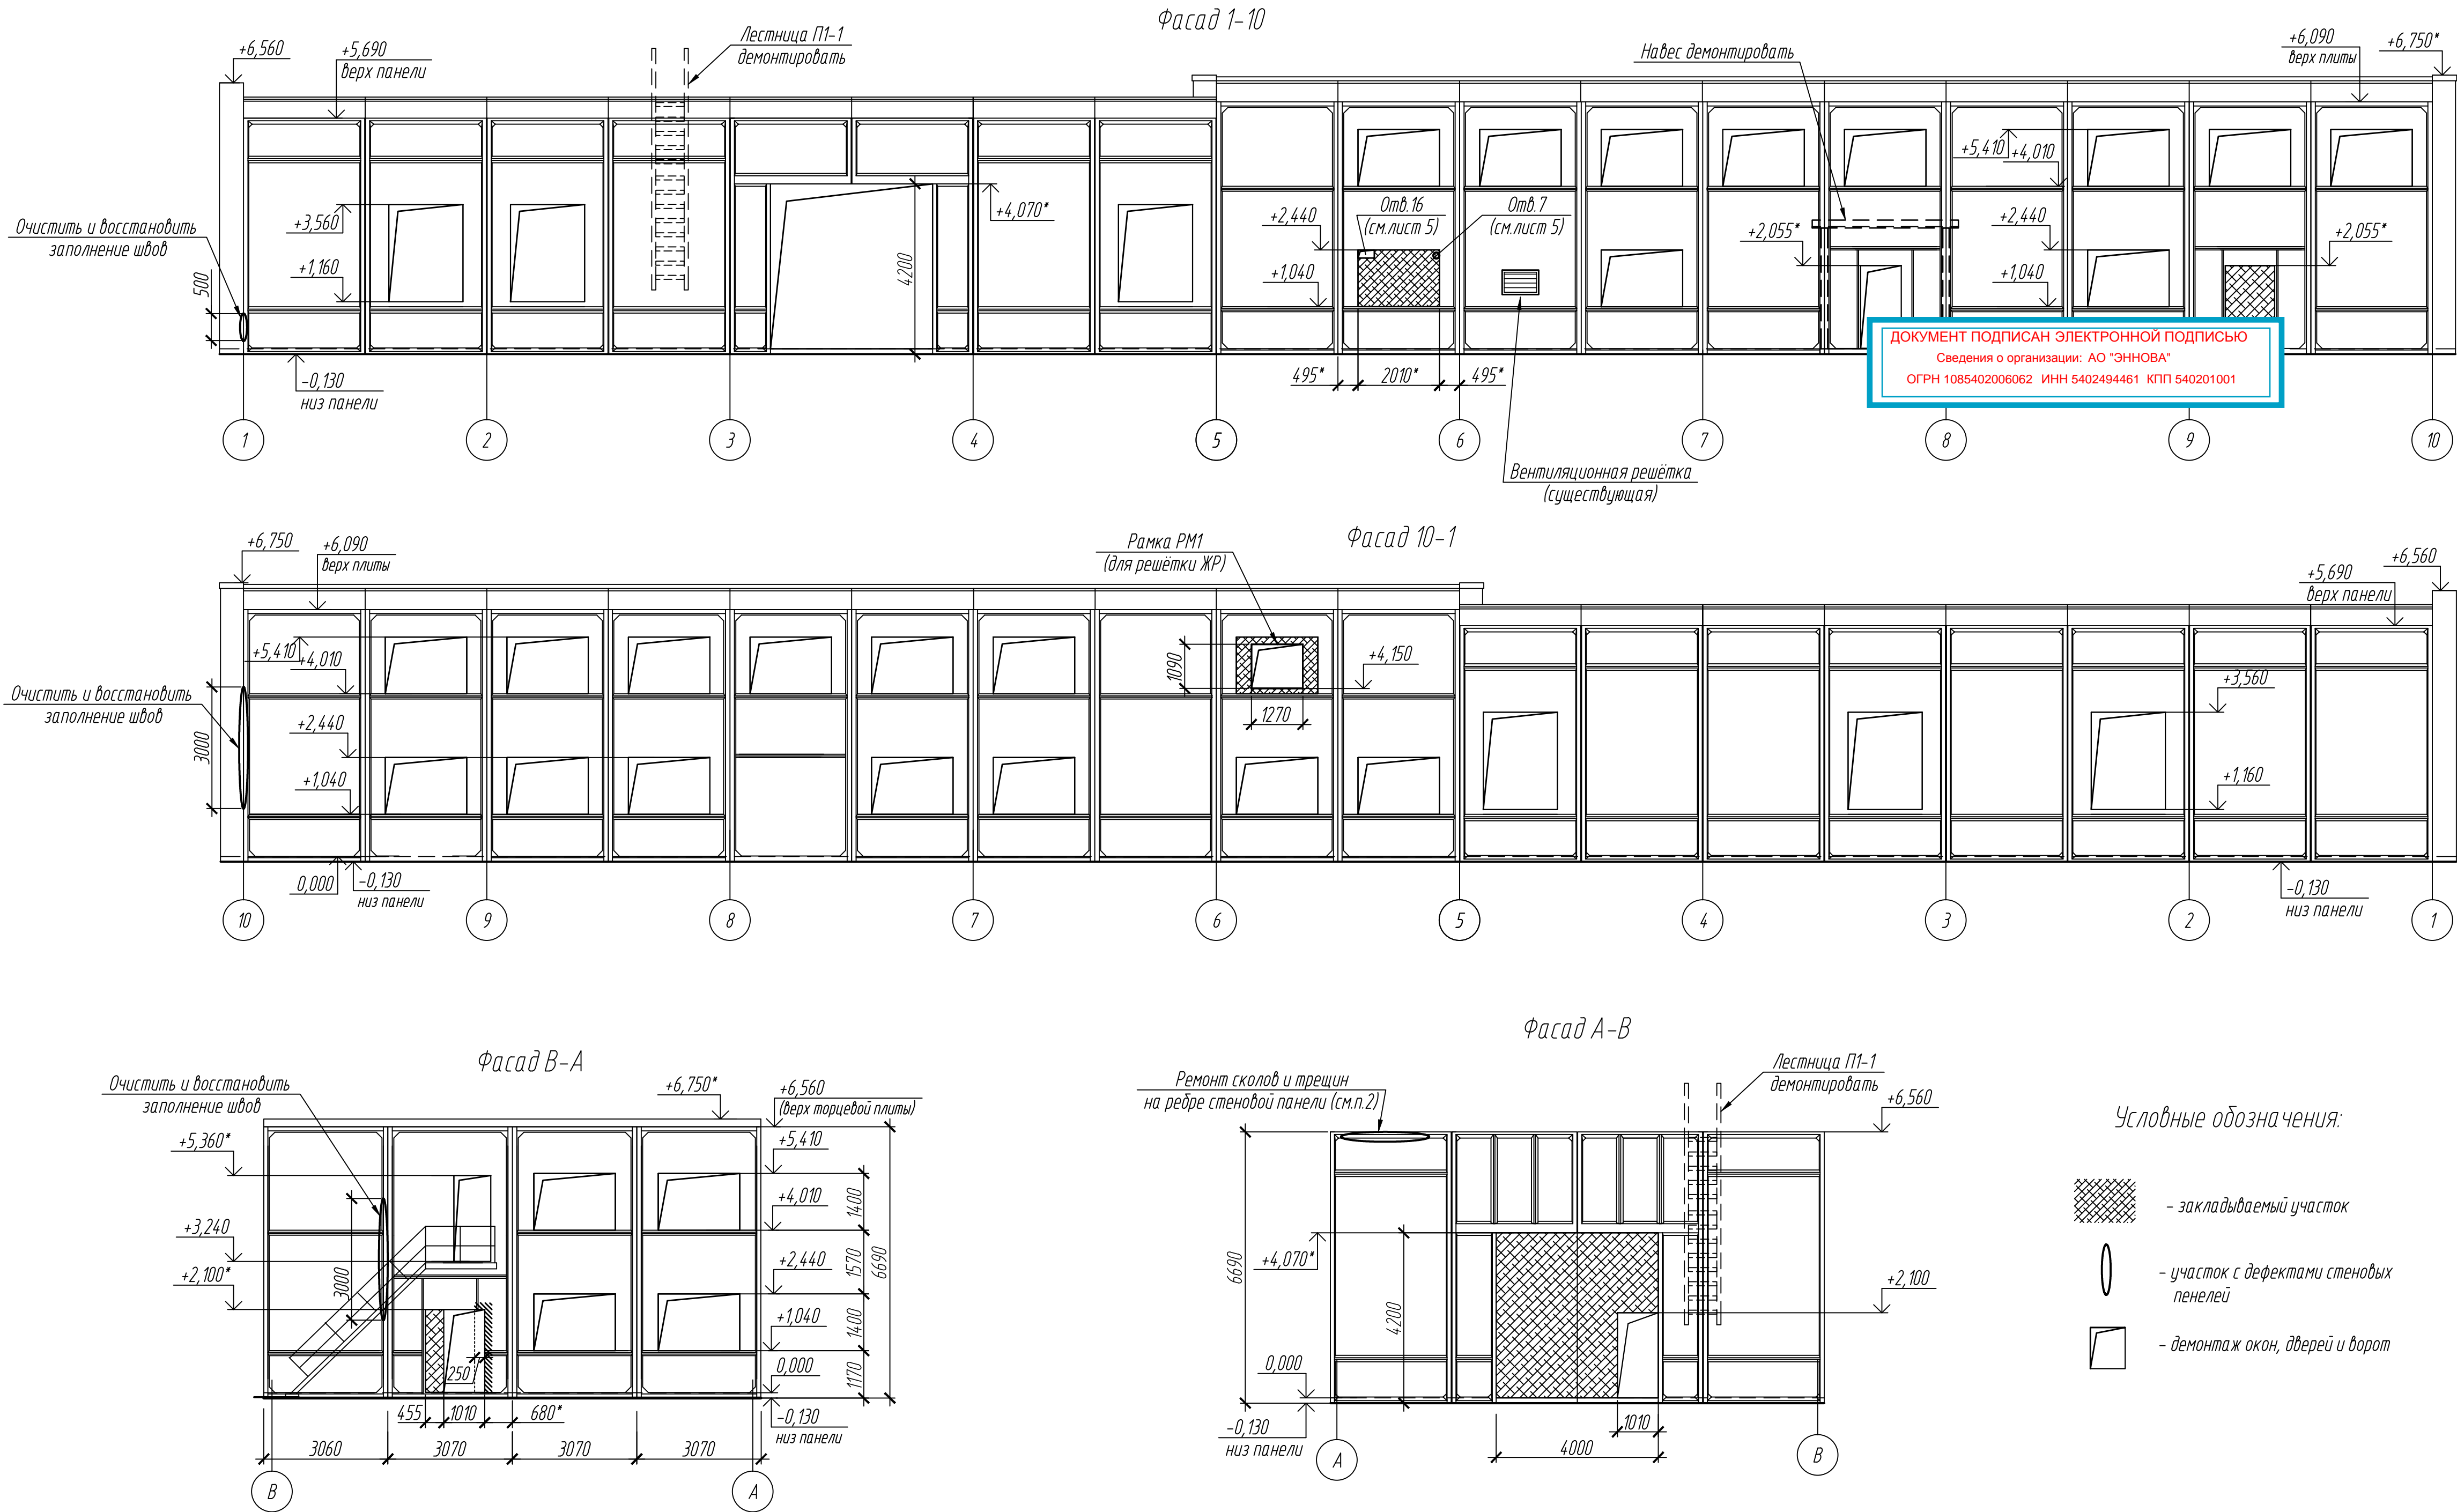 Фасад 1-10
+6,560
+5,690
верх панели
Лестница П1-1
демонтировать
Навес демонтировать
+6,090
верх плиты
+6,750*
Очистить и восстановить
заполнение швов
500
+3,560
+1,160
4200
+4,070*
+2,440
Отв.16
(см.лист 5)
Отв.7
(см.лист 5)
+1,040
+2,055*
+5,410
+4,010
+2,440
+1,040
+2,055*
-0,130
низ панели
495*
2010*
495*
ДОКУМЕНТ ПОДПИСАН ЭЛЕКТРОННОЙ ПОДПИСЬЮ
Сведения о организации: АО "ЭННОВА"
ОГРН 1085402006062 ИНН 5402494461 КПП 540201001
1
2
3
4
5
6
7
8
9
10
Вентиляционная решётка
(существующая)
Фасад 10-1
+6,750
+6,090
верх плиты
Рамка РМ1
(для решётки ЖР)
+5,690
верх панели
+6,560
Очистить и восстановить
заполнение швов
3000
+5,410
+4,010
+2,440
+1,040
1090
+4,150
1270
+3,560
+1,160
0,000
-0,130
низ панели
-0,130
низ панели
10
9
8
7
6
5
4
3
2
1
Фасад В-А
Очистить и восстановить
заполнение швов
+6,750*
+6,560
(верх торцевой плиты)
+5,360*
+3,240
+2,100*
3000
+5,410
+4,010
+2,440
+1,040
0,000
-0,130
низ панели
1400
1570
1400
1170
6690
250
455
1010
680*
3060
3070
3070
3070
В
А
Фасад А-В
Ремонт сколов и трещин
на ребре стеновой панели (см.п.2)
Лестница П1-1
демонтировать
+6,560
6690
+4,070*
4200
+2,100
0,000
-0,130
низ панели
1010
4000
А
В
Условные обозначения:
- закладываемый участок
- участок с дефектами стеновых
пенелей
- демонтаж окон, дверей и ворот